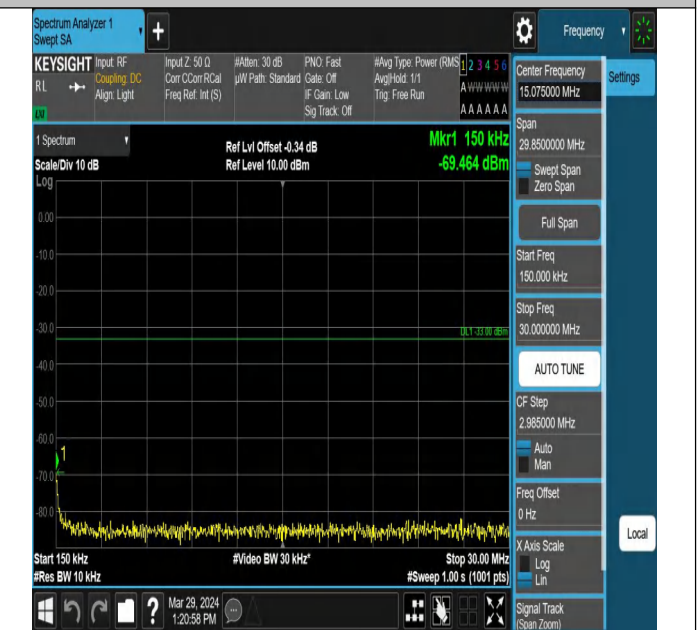 Spectrum Analyzer 1
Swept SA
Frequency
KEYSIGHT
RL
LXI
Input: RF
Coupling: DC
Align: Light
Input Z: 50 Ω
Corr CCorr RCal
Freq Ref: Int (S)
#Atten: 30 dB
µW Path: Standard
PNO: Fast
Gate: Off
IF Gain: Low
Sig Track: Off
#Avg Type: Power (RMS
Avg|Hold: 1/1
Trig: Free Run
1 2 3 4 5 6
A W W W W W
A A A A A A
1 Spectrum
Scale/Div 10 dB
Log
Ref Lvl Offset -0.34 dB
Ref Level 10.00 dBm
Mkr1 150 kHz
-69.464 dBm
0.00
-10.0
-20.0
-30.0
DL1 -33.00 dBm
-40.0
-50.0
-60.0
1
-70.0
-80.0
Start 150 kHz
#Res BW 10 kHz
#Video BW 30 kHz*
Stop 30.00 MHz
#Sweep 1.00 s (1001 pts)
Mar 29, 2024
1:20:58 PM
Center Frequency
15.075000 MHz
Settings
Span
29.8500000 MHz
Swept Span
Zero Span
Full Span
Start Freq
150.000 kHz
Stop Freq
30.000000 MHz
AUTO TUNE
CF Step
2.985000 MHz
Auto
Man
Freq Offset
0 Hz
Local
X Axis Scale
Log
Lin
Signal Track
(Span Zoom)